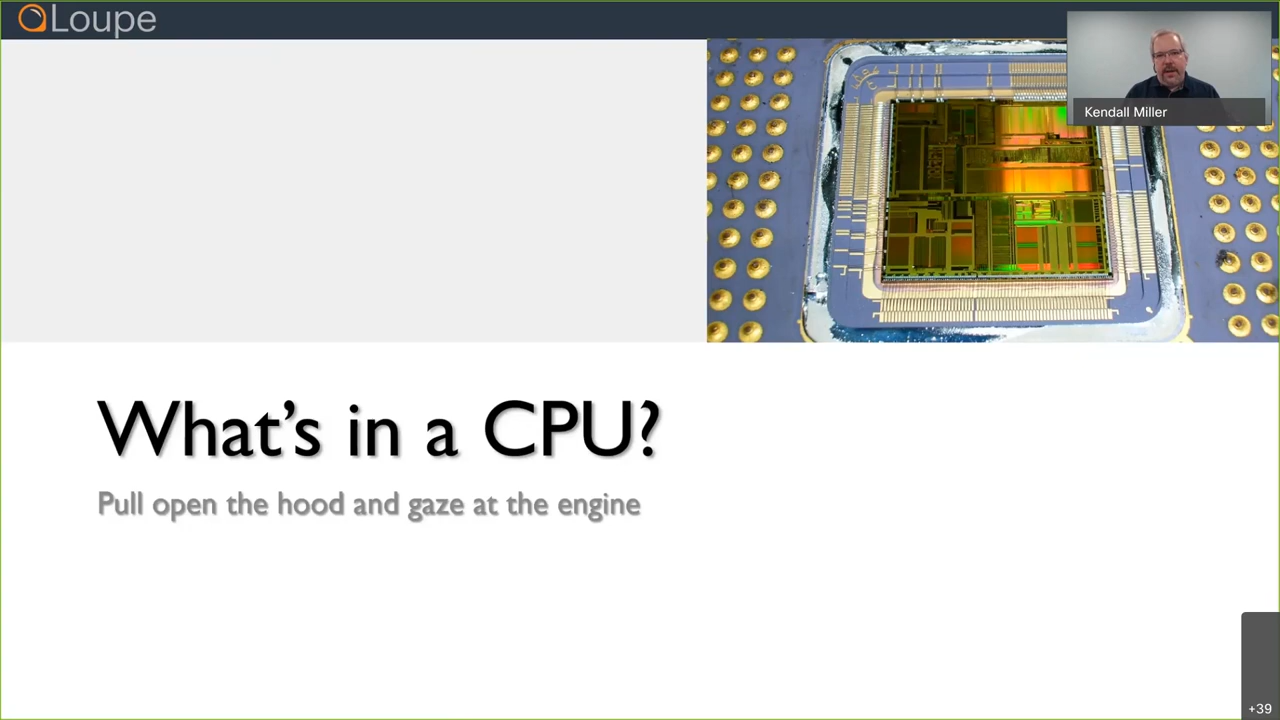 Loupe
Kendall Miller
What's in a CPU?
Pull open the hood and gaze at the engine
+39